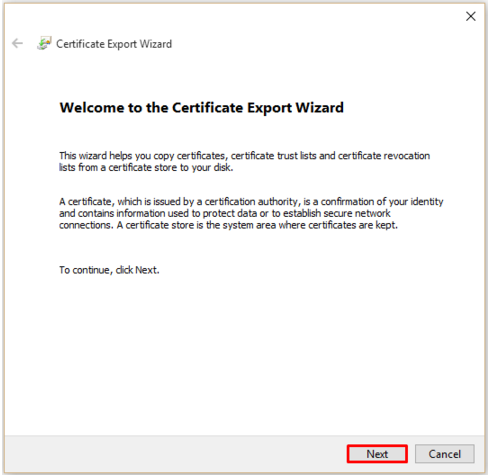 Certificate Export Wizard
Welcome to the Certificate Export Wizard
This wizard helps you copy certificates, certificate trust lists and certificate revocation
lists from a certificate store to your disk.
A certificate, which is issued by a certification authority, is a confirmation of your identity
and contains information used to protect data or to establish secure network
connections. A certificate store is the system area where certificates are kept.
To continue, click Next.
Next Cancel